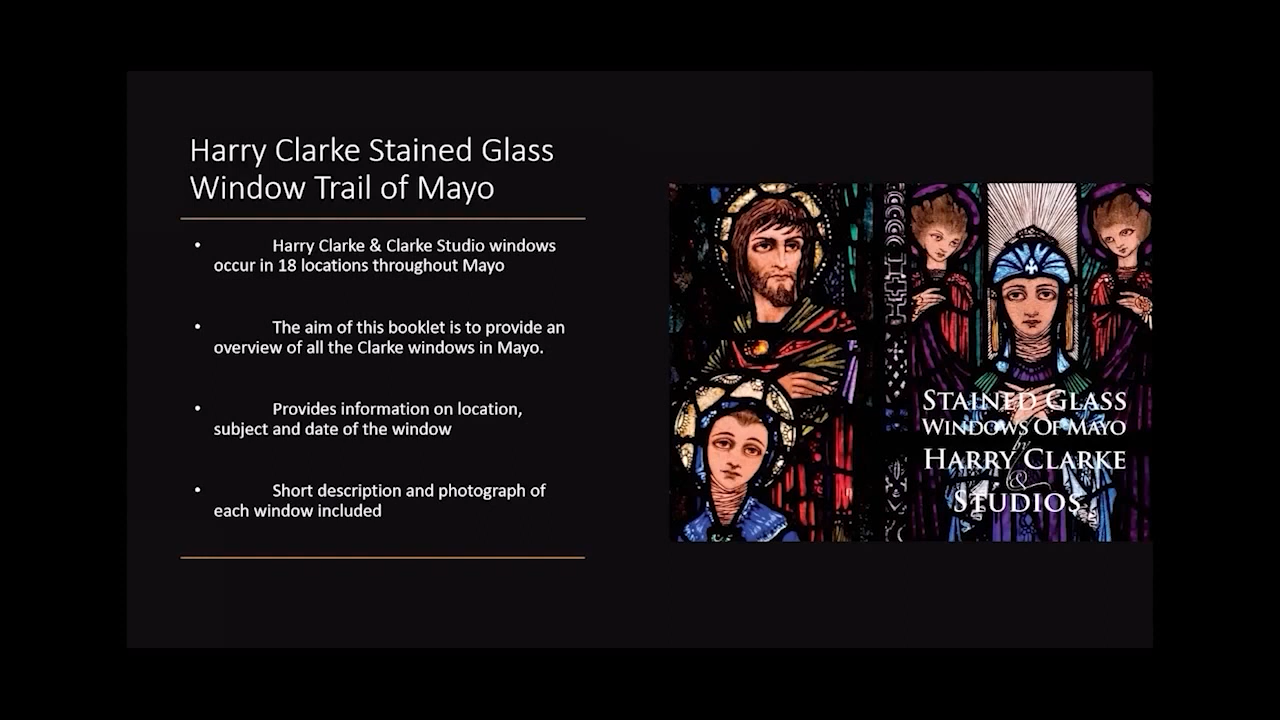 Harry Clarke Stained Glass
Window Trail of Mayo
• Harry Clarke & Clarke Studio windows
occur in 18 locations throughout Mayo
• The aim of this booklet is to provide an
overview of all the Clarke windows in Mayo.
• Provides information on location,
subject and date of the window
• Short description and photograph of
each window included
STAINED GLASS
WINDOWS OF MAYO
by
HARRY CLARKE
&
STUDIOS